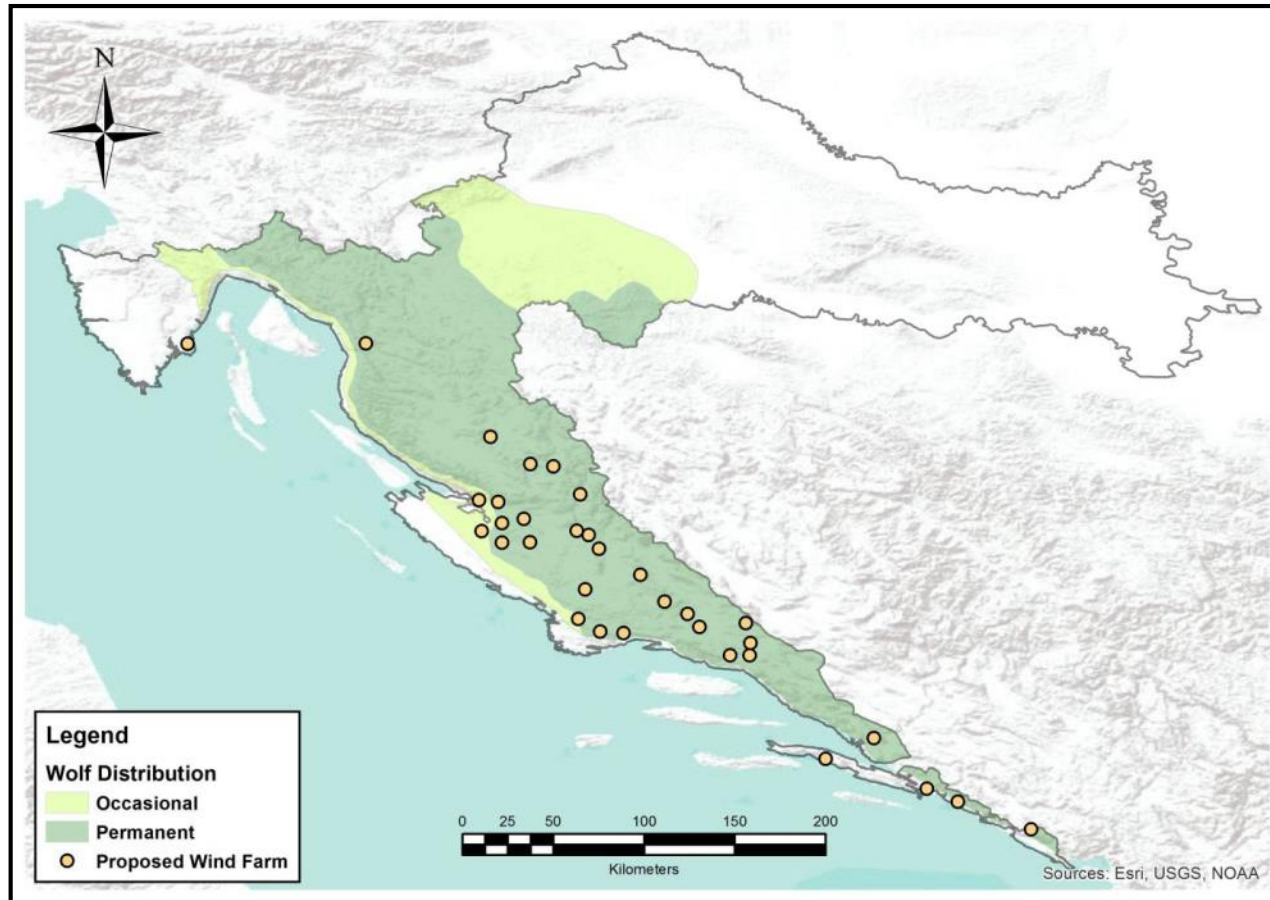 N
Legend
Wolf Distribution
Occasional
Permanent
Proposed Wind Farm
0 25 50 100 150 200
Kilometers
Sources: Esri, USGS, NOAA